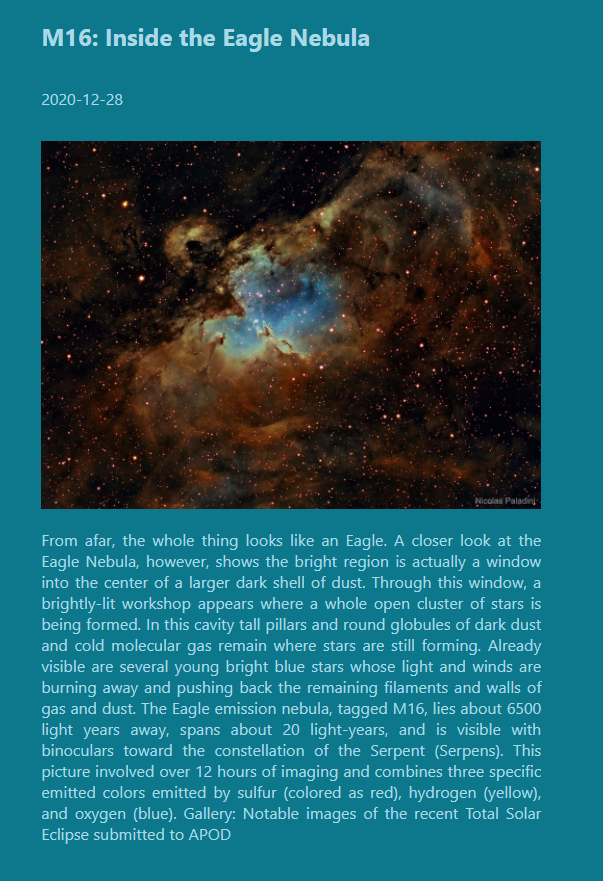 M16: Inside the Eagle Nebula
2020-12-28
Nicolas Paladini
From afar, the whole thing looks like an Eagle. A closer look at the
Eagle Nebula, however, shows the bright region is actually a window
into the center of a larger dark shell of dust. Through this window, a
brightly-lit workshop appears where a whole open cluster of stars is
being formed. In this cavity tall pillars and round globules of dark dust
and cold molecular gas remain where stars are still forming. Already
visible are several young bright blue stars whose light and winds are
burning away and pushing back the remaining filaments and walls of
gas and dust. The Eagle emission nebula, tagged M16, lies about 6500
light years away, spans about 20 light-years, and is visible with
binoculars toward the constellation of the Serpent (Serpens). This
picture involved over 12 hours of imaging and combines three specific
emitted colors emitted by sulfur (colored as red), hydrogen (yellow),
and oxygen (blue). Gallery: Notable images of the recent Total Solar
Eclipse submitted to APOD